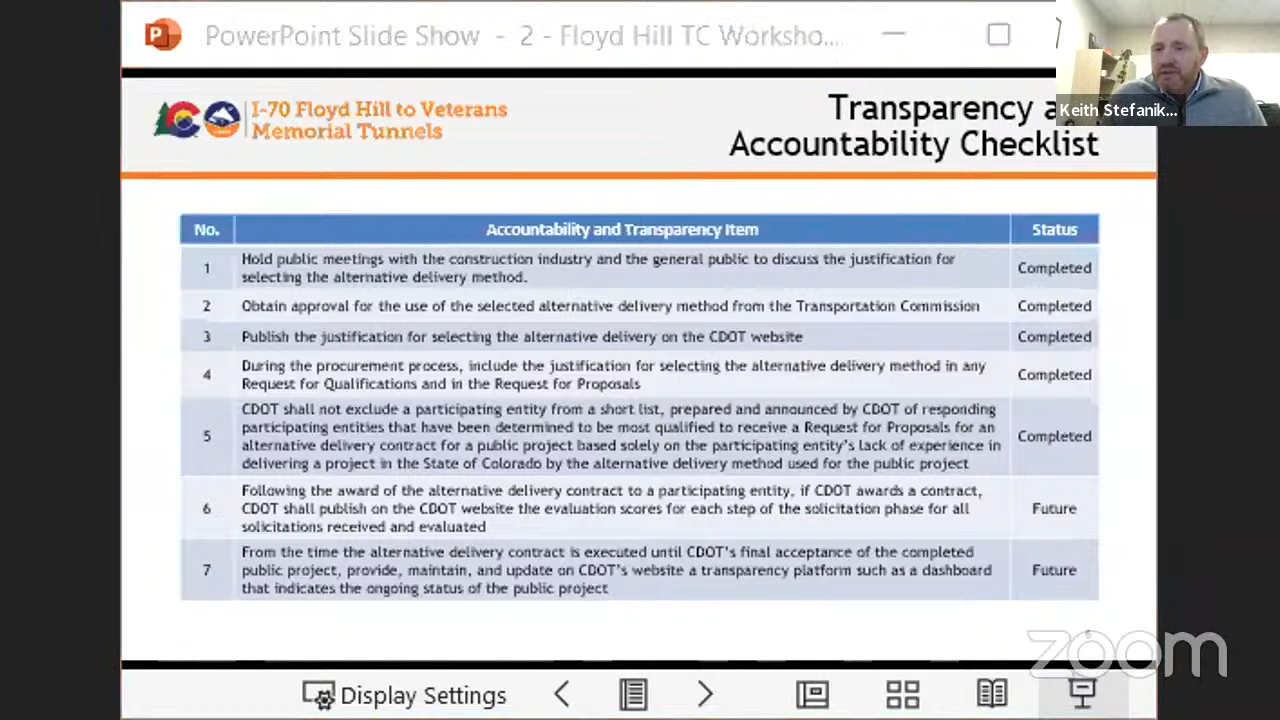 PowerPoint Slide Show - 2 - Floyd Hill TC Worksho...
Keith Stefanik...
I-70 Floyd Hill to Veterans
Memorial Tunnels
Transparency a
Accountability Checklist
No. Accountability and Transparency Item Status
1 Hold public meetings with the construction industry and the general public to discuss the justification for
selecting the alternative delivery method. Completed
2 Obtain approval for the use of the selected alternative delivery method from the Transportation Commission Completed
3 Publish the justification for selecting the alternative delivery on the CDOT website Completed
4 During the procurement process, include the justification for selecting the alternative delivery method in any
Request for Qualifications and in the Request for Proposals Completed
5 CDOT shall not exclude a participating entity from a short list, prepared and announced by CDOT of responding
participating entities that have been determined to be most qualified to receive a Request for Proposals for an
alternative delivery contract for a public project based solely on the participating entity's lack of experience in
delivering a project in the State of Colorado by the alternative delivery method used for the public project Completed
6 Following the award of the alternative delivery contract to a participating entity, if CDOT awards a contract,
CDOT shall publish on the CDOT website the evaluation scores for each step of the solicitation phase for all
solicitations received and evaluated Future
7 From the time the alternative delivery contract is executed until CDOT's final acceptance of the completed
public project, provide, maintain, and update on CDOT's website a transparency platform such as a dashboard
that indicates the ongoing status of the public project Future
zoom
Display Settings